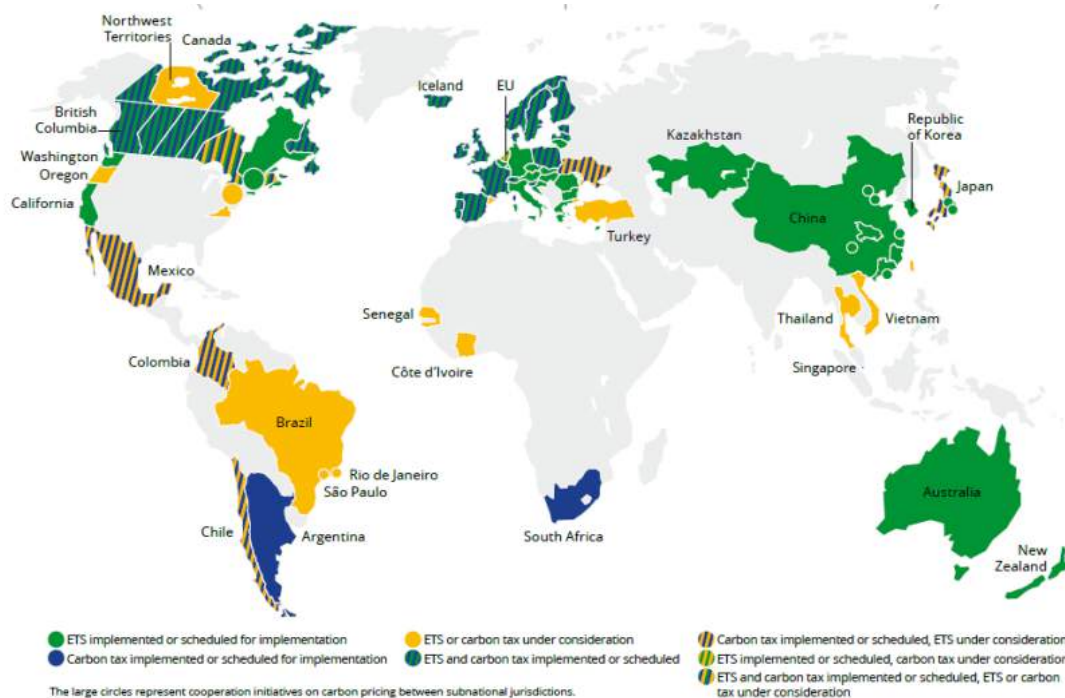 Northwest
Territories
Canada
Iceland
EU
British
Columbia
Kazakhstan
Republic
of Korea
Washington
Oregon
California
Japan
China
Turkey
Mexico
Senegal
Thailand
Vietnam
Colombia
Côte d'Ivoire
Singapore
Brazil
Rio de Janeiro
São Paulo
Australia
Chile
Argentina
South Africa
New
Zealand
ETS implemented or scheduled for implementation
Carbon tax implemented or scheduled for implementation
ETS or carbon tax under consideration
ETS and carbon tax implemented or scheduled
Carbon tax implemented or scheduled, ETS under consideration
ETS implemented or scheduled, carbon tax under consideration
ETS and carbon tax implemented or scheduled, ETS or carbon
tax under consideration
The large circles represent cooperation initiatives on carbon pricing between subnational jurisdictions.